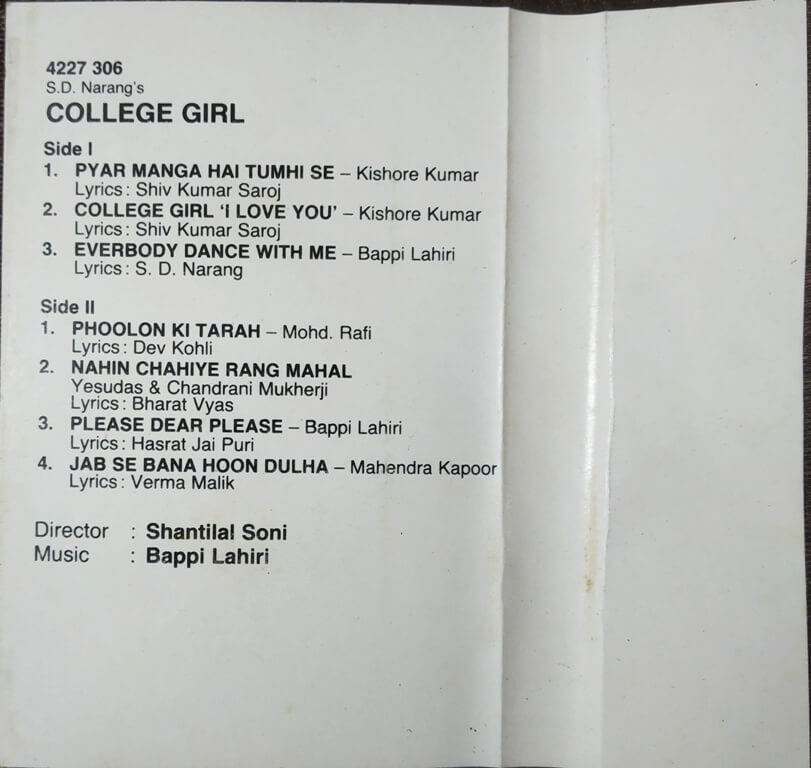 4227 306
S.D. Narang's
COLLEGE GIRL
Side I
1. PYAR MANGA HAI TUMHI SE – Kishore Kumar
Lyrics : Shiv Kumar Saroj
2. COLLEGE GIRL 'I LOVE YOU' – Kishore Kumar
Lyrics : Shiv Kumar Saroj
3. EVERBODY DANCE WITH ME – Bappi Lahiri
Lyrics : S. D. Narang
Side II
1. PHOOLON KI TARAH – Mohd. Rafi
Lyrics : Dev Kohli
2. NAHIN CHAHIYE RANG MAHAL
Yesudas & Chandrani Mukherji
Lyrics : Bharat Vyas
3. PLEASE DEAR PLEASE – Bappi Lahiri
Lyrics : Hasrat Jai Puri
4. JAB SE BANA HOON DULHA – Mahendra Kapoor
Lyrics : Verma Malik
Director : Shantilal Soni
Music : Bappi Lahiri